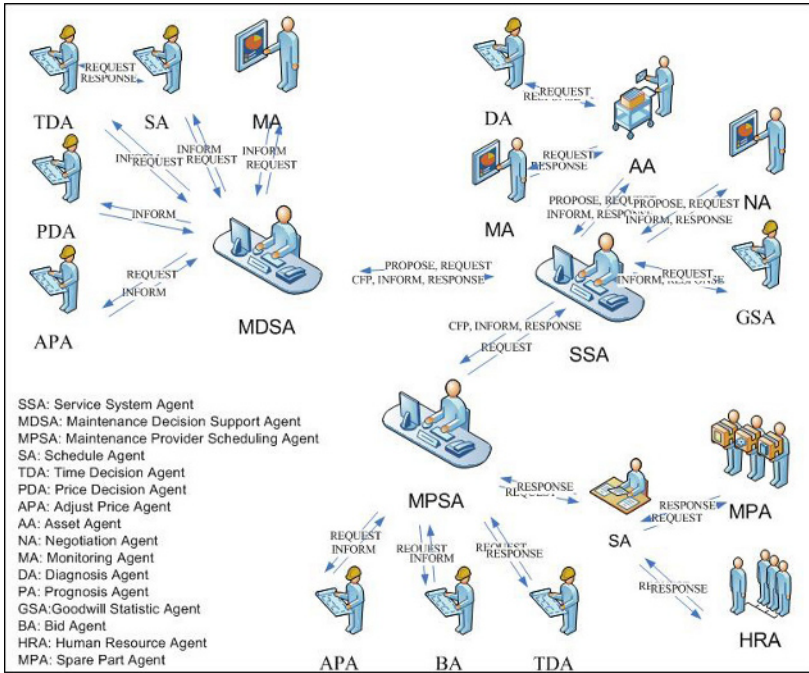 REQUEST
RESPONSE
TDA
SA
MA
INFORM
REQUEST
INFORM
REQUEST
INFORM
REQUEST
PDA
INFORM
REQUEST
INFORM
APA
MDSA
REQUEST
DA
REQUEST
RESPONSE
AA
MA
NA
PROPOSE, REQUEST
INFORM, RESPONSE
PROPOSE, REQUEST
INFORM, RESPONSE
REQUEST
INFORM, RESPONSE
GSA
PROPOSE, REQUEST
CFP, INFORM, RESPONSE
SSA
CFP, INFORM, RESPONSE
REQUEST
MPSA
RESPONSE
REQUEST
SA
RESPONSE
REQUEST
MPA
RESPONSE
HRA
REQUEST
INFORM
REQUEST
INFORM
REQUEST
RESPONSE
APA
BA
TDA
SSA: Service System Agent
MDSA: Maintenance Decision Support Agent
MPSA: Maintenance Provider Scheduling Agent
SA: Schedule Agent
TDA: Time Decision Agent
PDA: Price Decision Agent
APA: Adjust Price Agent
AA: Asset Agent
NA: Negotiation Agent
MA: Monitoring Agent
DA: Diagnosis Agent
PA: Prognosis Agent
GSA:Goodwill Statistic Agent
BA: Bid Agent
HRA: Human Resource Agent
MPA: Spare Part Agent